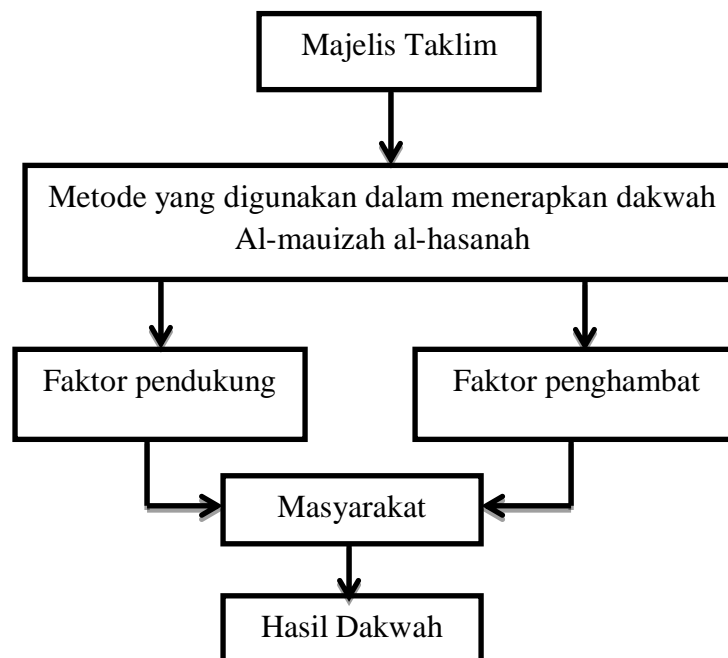 Majelis Taklim
Metode yang digunakan dalam menerapkan dakwah
Al-mauizah al-hasanah
Faktor pendukung
Faktor penghambat
Masyarakat
Hasil Dakwah